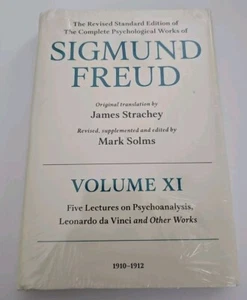 The Revised Standard Edition of
The Complete Psychological Works of
SIGMUND FREUD
Original translation by
James Strachey
Revised, supplemented and edited by
Mark Solms
VOLUME XI
Five Lectures on Psychoanalysis,
Leonardo da Vinci and Other Works
1910–1912